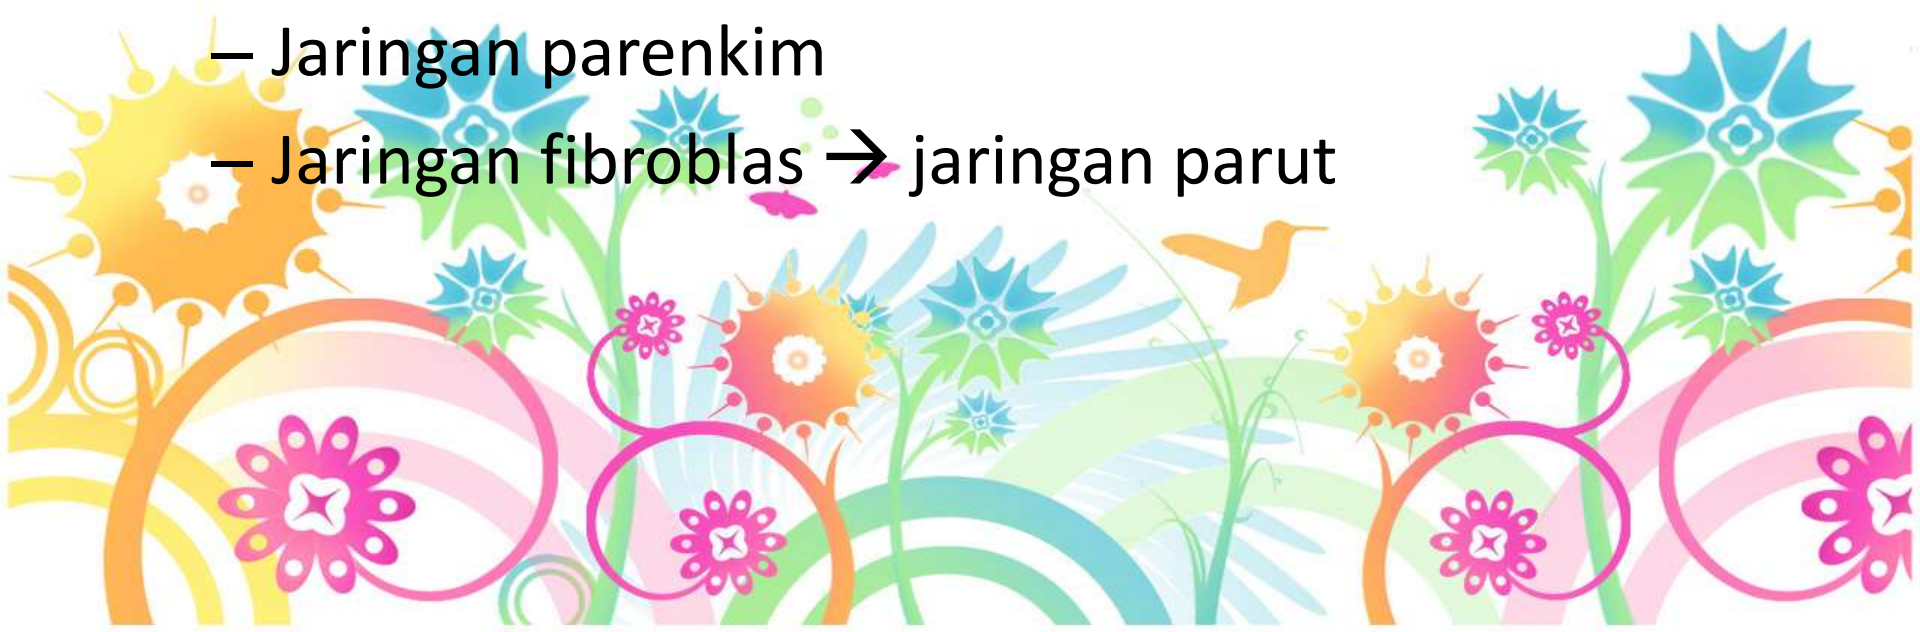 – Jaringan parenkim
– Jaringan fibroblas → jaringan parut